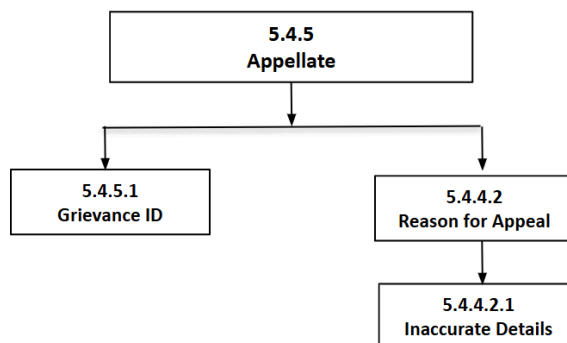 5.4.5
Appellate
5.4.5.1
Grievance ID
5.4.4.2
Reason for Appeal
5.4.4.2.1
Inaccurate Details